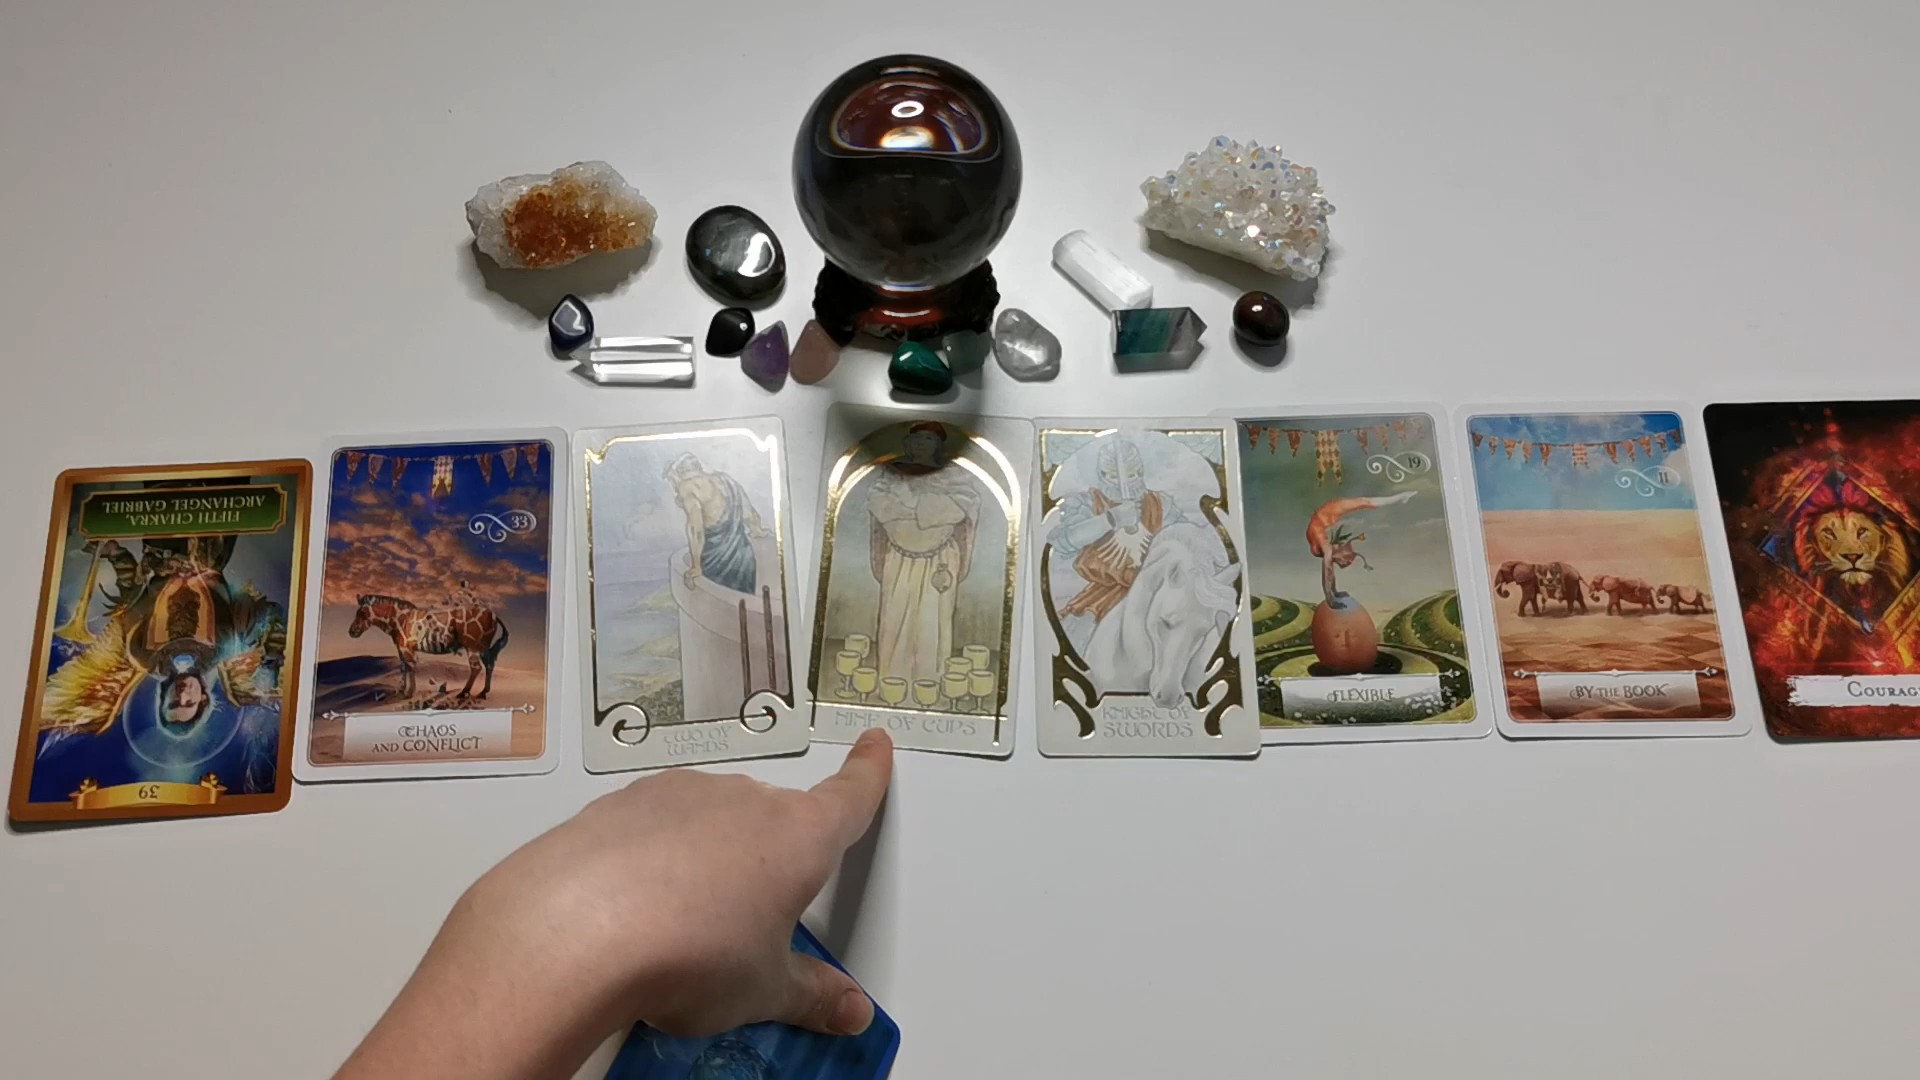 FIFTH CHAKRA,
ARCHANGEL GABRIEL
39
33
CHAOS
AND CONFLICT
TWO OF
WANDS
NINE OF CUPS
KNIGHT OF
SWORDS
19
FLEXIBLE
11
BY THE BOOK